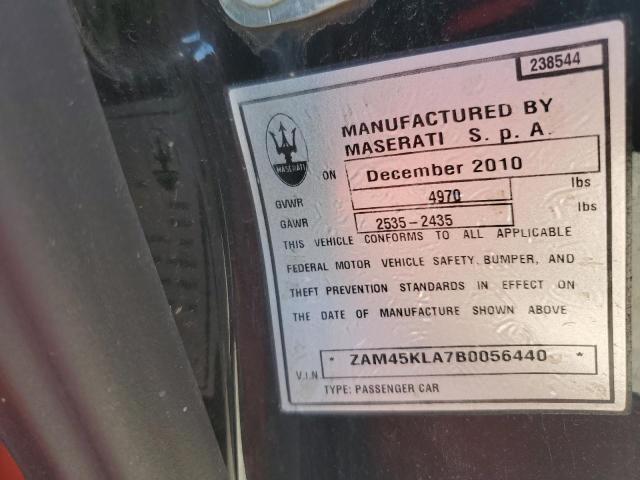 238544
MASERATI
MANUFACTURED BY
MASERATI S. p. A.
ON December 2010
GVWR 4970 lbs
GAWR 2535-2435 lbs
THIS VEHICLE CONFORMS TO ALL APPLICABLE
FEDERAL MOTOR VEHICLE SAFETY, BUMPER, AND
THEFT PREVENTION STANDARDS IN EFFECT ON
THE DATE OF MANUFACTURE SHOWN ABOVE
V.I.N. * ZAM45KLA7B0056440 *
TYPE: PASSENGER CAR